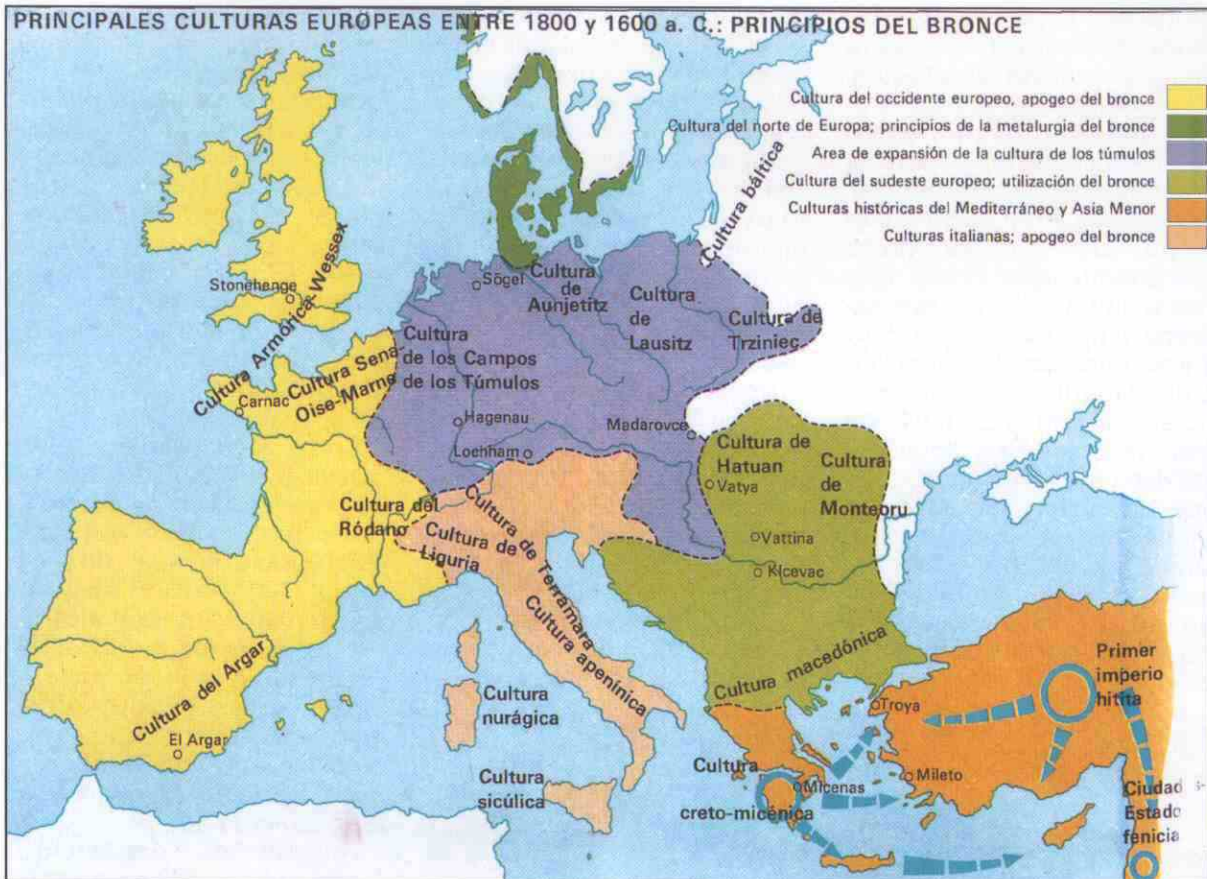 PRINCIPALES CULTURAS EUROPEAS ENTRE 1800 y 1600 a. C.: PRINCIPIOS DEL BRONCE
Cultura del occidente europeo, apogeo del bronce
Cultura del norte de Europa; principios de la metalurgia del bronce
Area de expansión de la cultura de los túmulos
Cultura del sudeste europeo; utilización del bronce
Culturas históricas del Mediterráneo y Asia Menor
Culturas italianas; apogeo del bronce
Cultura báltica
Stonehenge
Cultura Armórica-Wessex
Sögel
Cultura
de
Aunjetitz
Cultura
de
Lausitz
Cultura de
Trziniec
Cultura
de los Campos
de los Túmulos
Cultura Sena-
Oise-Marne
Carnac
Hagenau
Lochham
Madarovce
Cultura de
Hatuan
Vatya
Cultura
de
Monteoru
Vattina
Kicevac
Cultura del
Ródano
Cultura de
Liguria
Cultura de Terramara
Cultura apenínica
Cultura macedónica
Cultura del Argar
El Argar
Cultura
nurágica
Cultura
sicúlica
Cultura
creto-micénica
Micenas
Troya
Mileto
Primer
imperio
hitita
Ciudad
Estado
fenicia